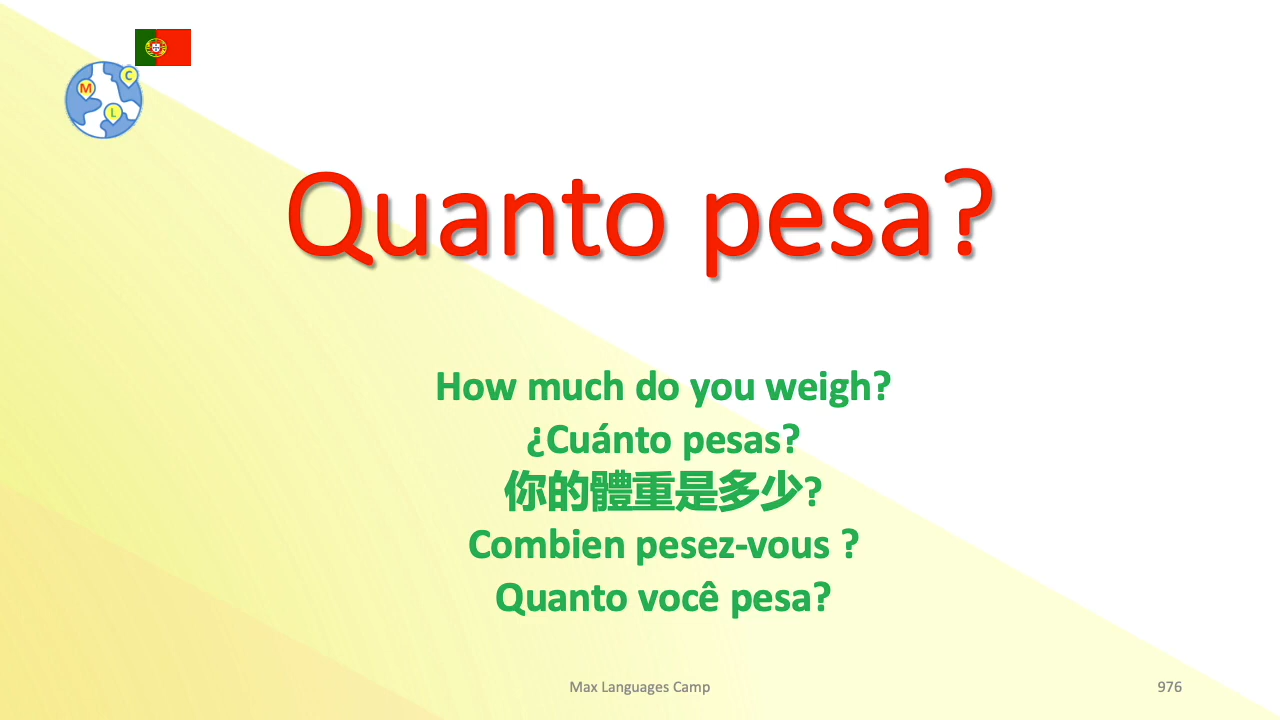 C
M
L
Quanto pesa?
How much do you weigh?
¿Cuánto pesas?
你的體重是多少?
Combien pesez-vous ?
Quanto você pesa?
Max Languages Camp
976